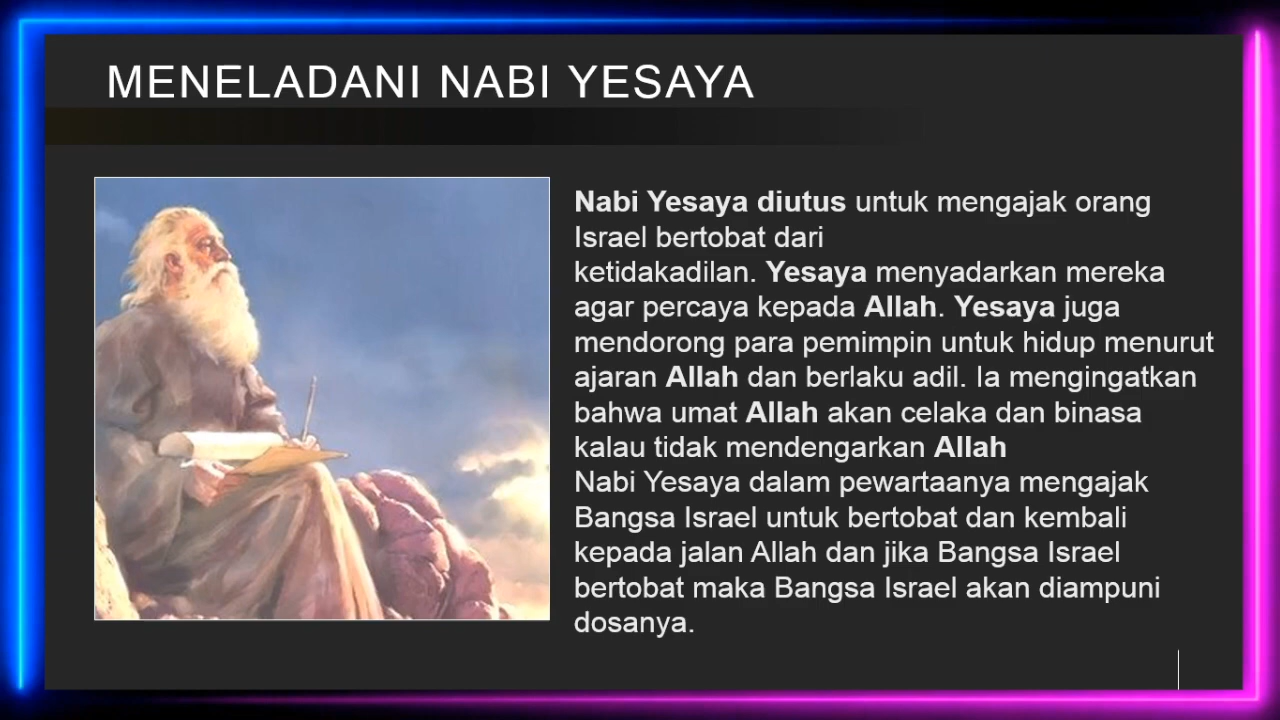 MENELADANI NABI YESAYA
Nabi Yesaya diutus untuk mengajak orang
Israel bertobat dari
ketidakadilan. Yesaya menyadarkan mereka
agar percaya kepada Allah. Yesaya juga
mendorong para pemimpin untuk hidup menurut
ajaran Allah dan berlaku adil. Ia mengingatkan
bahwa umat Allah akan celaka dan binasa
kalau tidak mendengarkan Allah
Nabi Yesaya dalam pewartaanya mengajak
Bangsa Israel untuk bertobat dan kembali
kepada jalan Allah dan jika Bangsa Israel
bertobat maka Bangsa Israel akan diampuni
dosanya.